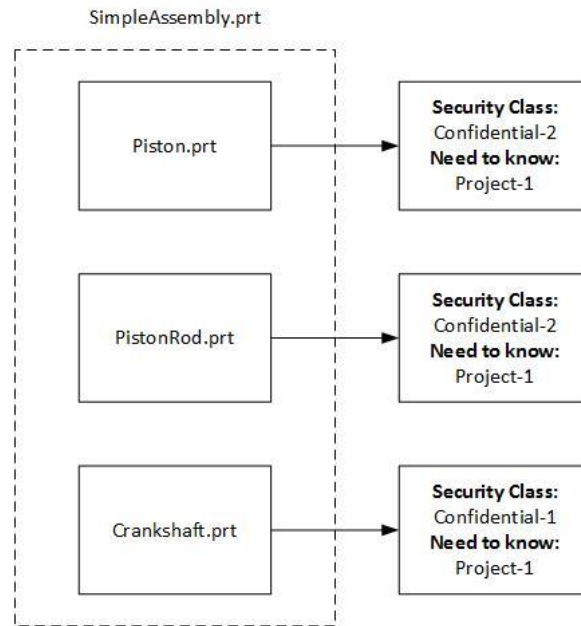 SimpleAssembly.prt
Piston.prt
Security Class:
Confidential-2
Need to know:
Project-1
PistonRod.prt
Security Class:
Confidential-2
Need to know:
Project-1
Crankshaft.prt
Security Class:
Confidential-1
Need to know:
Project-1